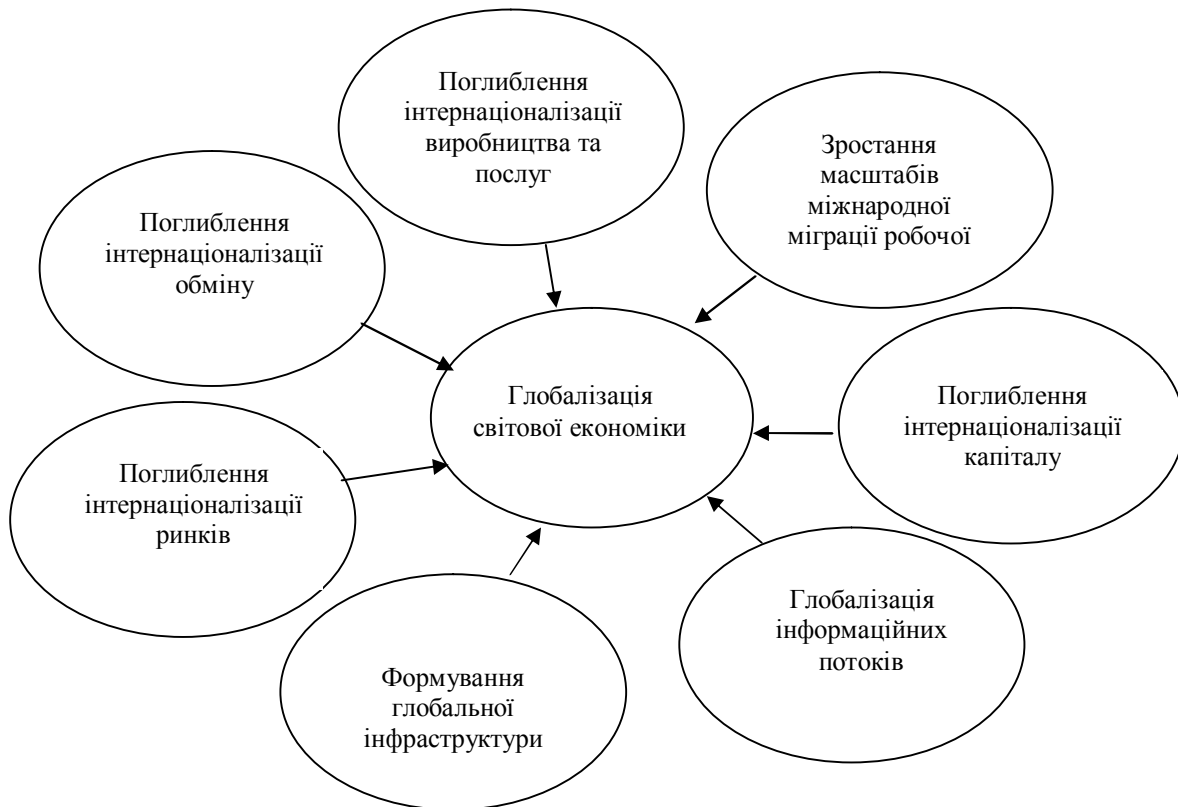 Поглиблення
інтернаціоналізації
виробництва та
послуг
Зростання
масштабів
міжнародної
міграції робочої
Поглиблення
інтернаціоналізації
обміну
Глобалізація
світової економіки
Поглиблення
інтернаціоналізації
капіталу
Поглиблення
інтернаціоналізації
ринків
Глобалізація
інформаційних
потоків
Формування
глобальної
інфраструктури